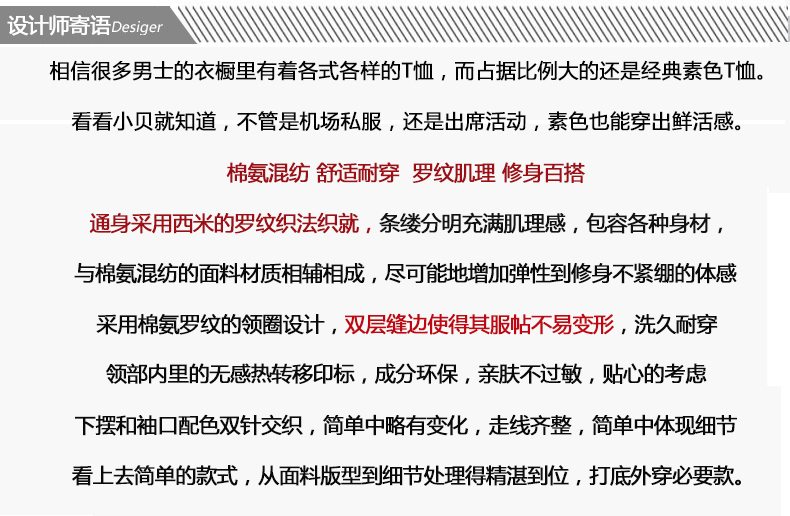 设计师寄语Desiger
相信很多男士的衣橱里有着各式各样的T恤，而占据比例大的还是经典素色T恤。
看看小贝就知道，不管是机场私服，还是出席活动，素色也能穿出鲜活感。
棉氨混纺 舒适耐穿 罗纹肌理 修身百搭
通身采用西米的罗纹织法织就，条缕分明充满肌理感，包容各种身材，
与棉氨混纺的面料材质相辅相成，尽可能地增加弹性到修身不紧绷的体感
采用棉氨罗纹的领圈设计，双层缝边使得其服帖不易变形，洗久耐穿
领部内里的无感热转移印标，成分环保，亲肤不过敏，贴心的考虑
下摆和袖口配色双针交织，简单中略有变化，走线齐整，简单中体现细节
看上去简单的款式，从面料版型到细节处理得精湛到位，打底外穿必要款。